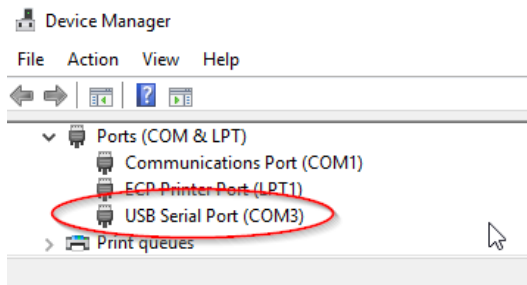 Device Manager
File Action View Help
Ports (COM & LPT)
Communications Port (COM1)
ECP Printer Port (LPT1)
USB Serial Port (COM3)
Print queues